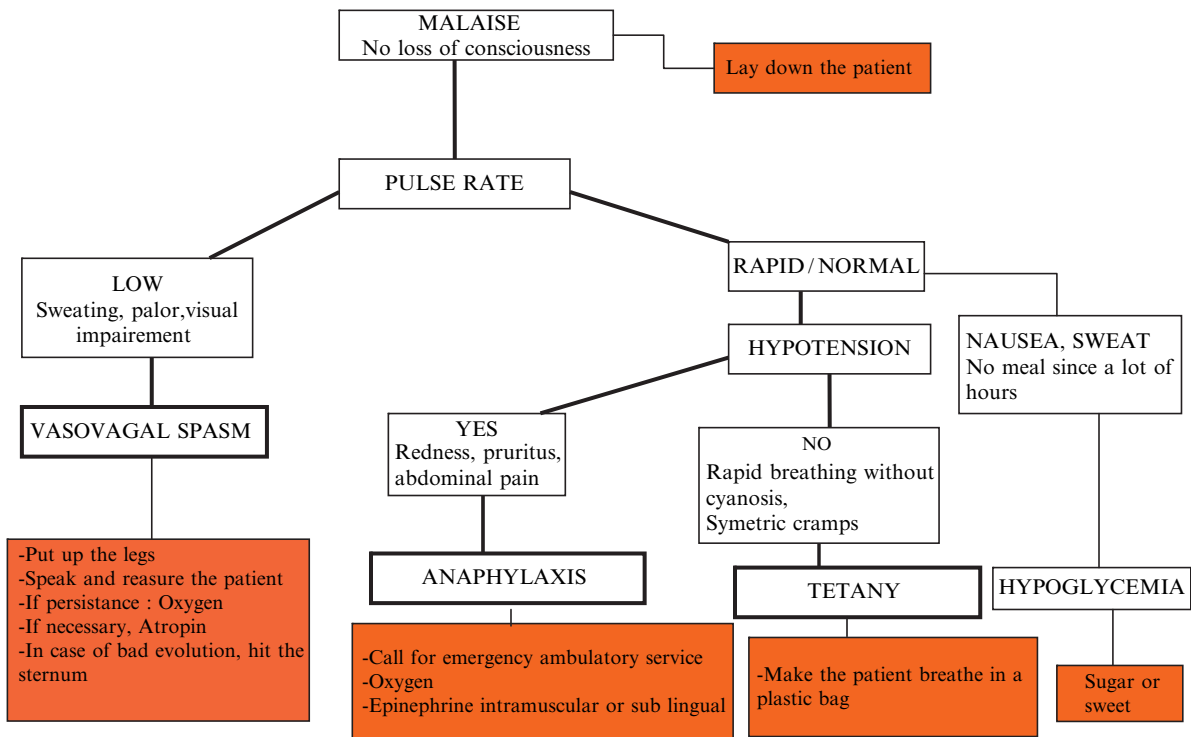 MALAISE
No loss of consciousness
Lay down the patient
PULSE RATE
LOW
Sweating, palor,visual
impairement
RAPID/NORMAL
HYPOTENSION
NAUSEA, SWEAT
No meal since a lot of
hours
VASOVAGAL SPASM
YES
Redness, pruritus,
abdominal pain
NO
Rapid breathing without
cyanosis,
Symetric cramps
-Put up the legs
-Speak and reasure the patient
-If persistance : Oxygen
-If necessary, Atropin
-In case of bad evolution, hit the
sternum
ANAPHYLAXIS
TETANY
HYPOGLYCEMIA
-Call for emergency ambulatory service
-Oxygen
-Epinephrine intramuscular or sub lingual
-Make the patient breathe in a
plastic bag
Sugar or
sweet